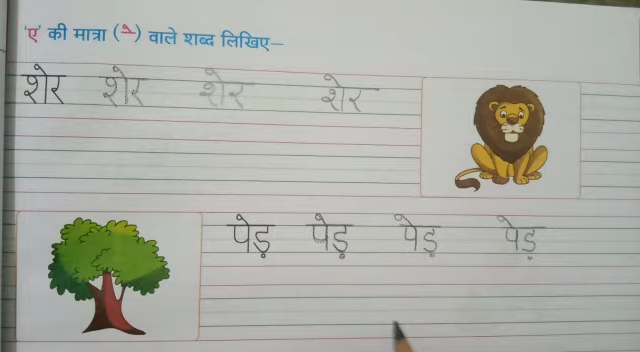 'ए' की मात्रा (े) वाले शब्द लिखिए–
शेर शेर शेर शेर
पेड़ पेड़ पेड़ पेड़